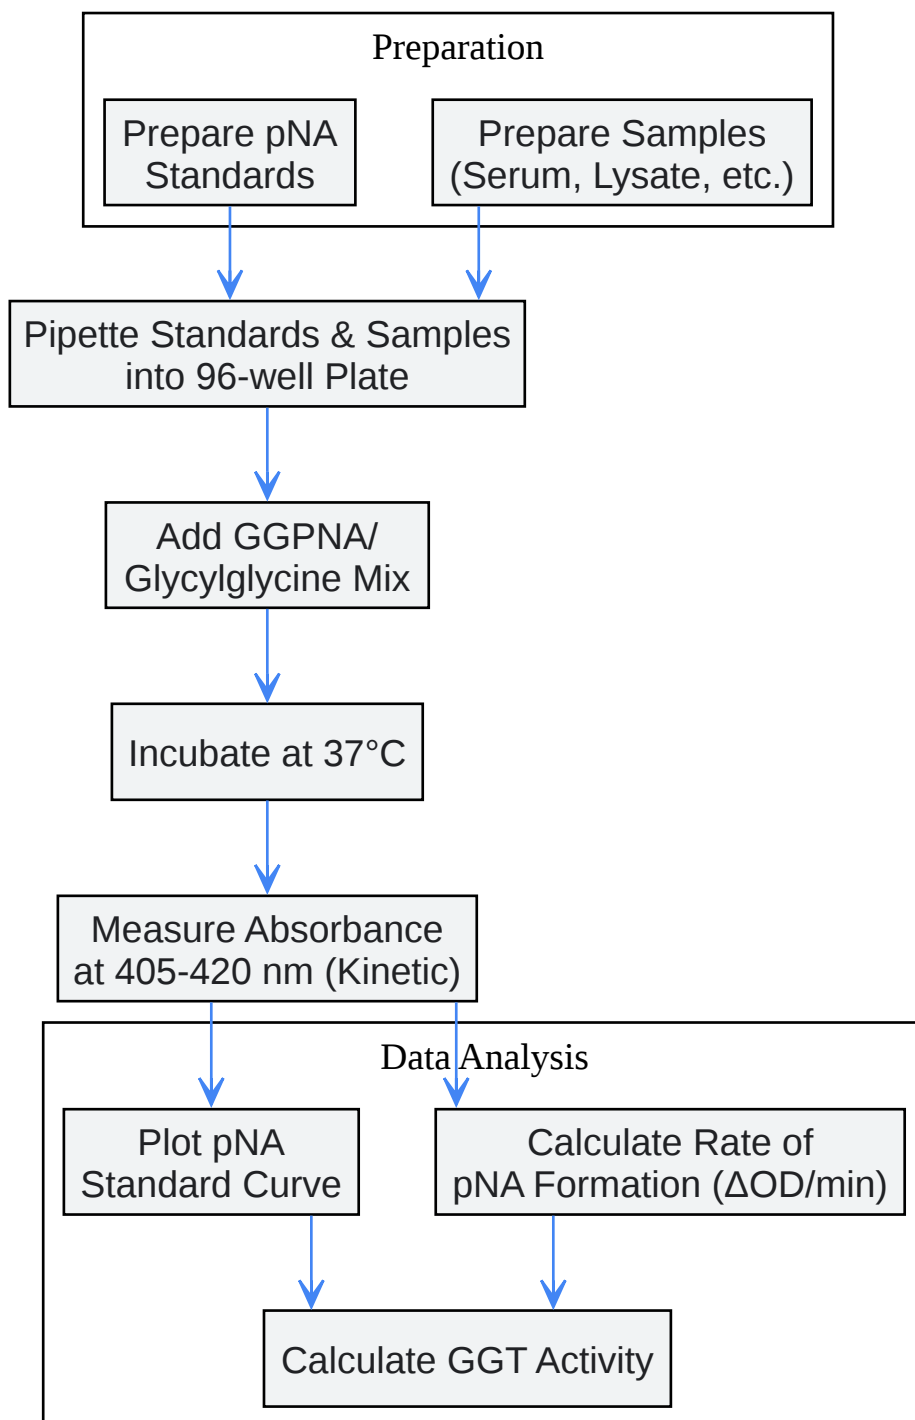 Preparation
Prepare pNA
Standards
Prepare Samples
(Serum, Lysate, etc.)
Pipette Standards & Samples
into 96-well Plate
Add GGPNA/
Glycylglycine Mix
Incubate at 37°C
Measure Absorbance
at 405-420 nm (Kinetic)
Data Analysis
Plot pNA
Standard Curve
Calculate Rate of
pNA Formation (ΔOD/min)
Calculate GGT Activity